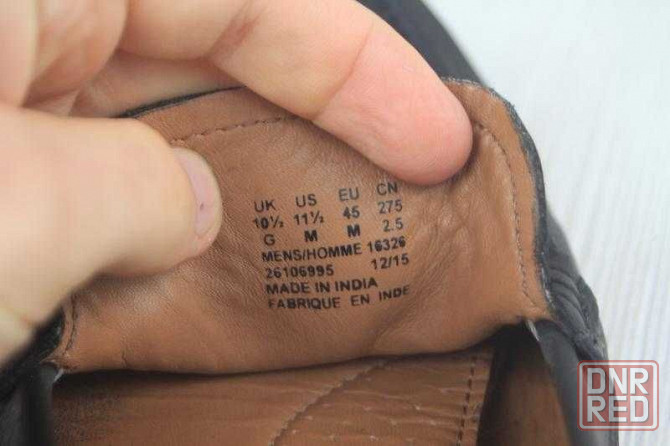 UK US EU CN
10½ 11½ 45 275
G M M 2.5
MENS/HOMME 16326
26106995 12/15
MADE IN INDIA
FABRIQUE EN INDE
DNR
RED